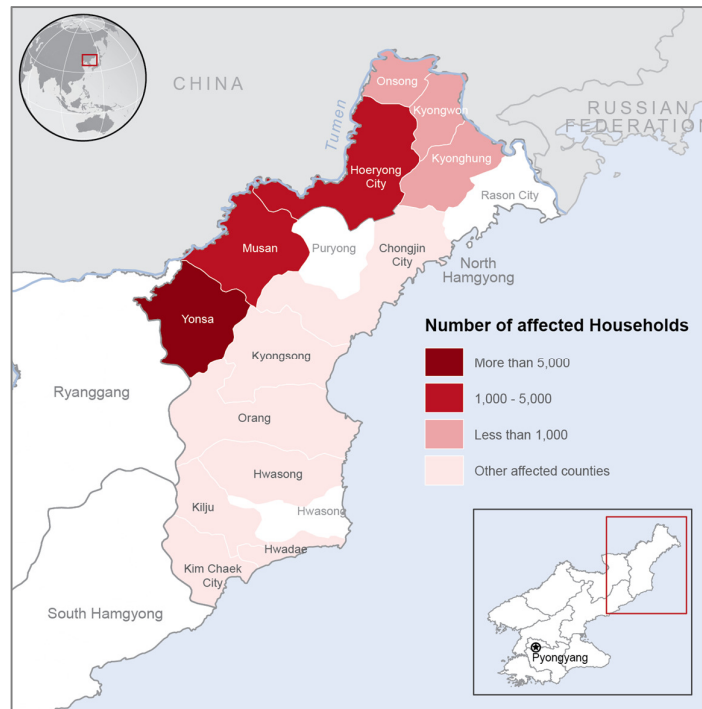 CHINA
RUSSIAN
FEDERATION
Tumen
Onsong
Kyongwon
Kyonghung
Hoeryong
City
Rason City
Musan
Puryong
Chongjin
City
North
Hamgyong
Yonsa
Kyongsong
Ryanggang
Orang
Hwasong
Kilju
Hwasong
Hwadae
Kim Chaek
City
South Hamgyong
Number of affected Households
More than 5,000
1,000 - 5,000
Less than 1,000
Other affected counties
Pyongyang